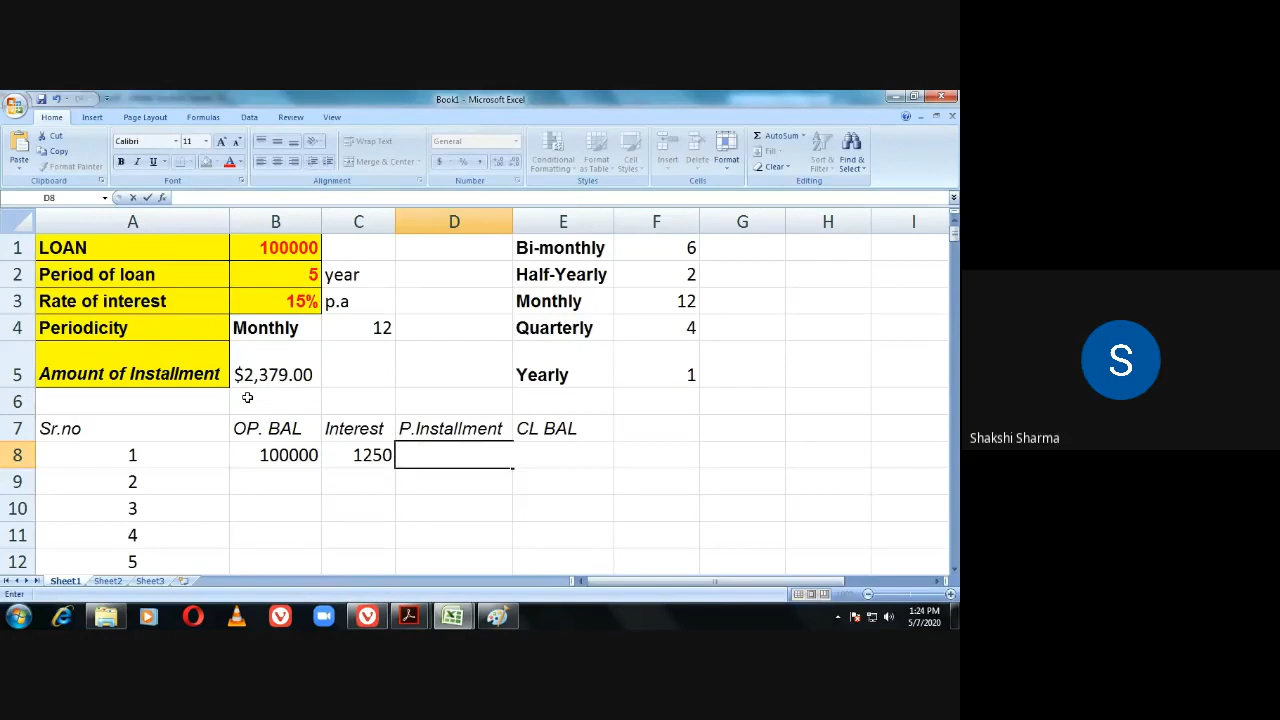 Book1 - Microsoft Excel
Home Insert Page Layout Formulas Data Review View
Paste Cut Copy Format Painter Clipboard
Calibri 11 A A B I U A Font
Wrap Text Merge & Center Alignment
General $ % , Number
Conditional Formatting Format as Table Cell Styles Styles
Insert Delete Format Cells
Σ AutoSum Fill Clear Sort & Filter Find & Select Editing
D8 fx
A B C D E F G H I
1 LOAN 100000 Bi-monthly 6
2 Period of loan 5 year Half-Yearly 2
3 Rate of interest 15% p.a Monthly 12
4 Periodicity Monthly 12 Quarterly 4
5 Amount of Installment $2,379.00 Yearly 1
6
7 Sr.no OP. BAL Interest P.Installment CL BAL
8 1 100000 1250
9 2
10 3
11 4
12 5
Sheet1 Sheet2 Sheet3
Enter
1:24 PM
5/7/2020
S
Shakshi Sharma